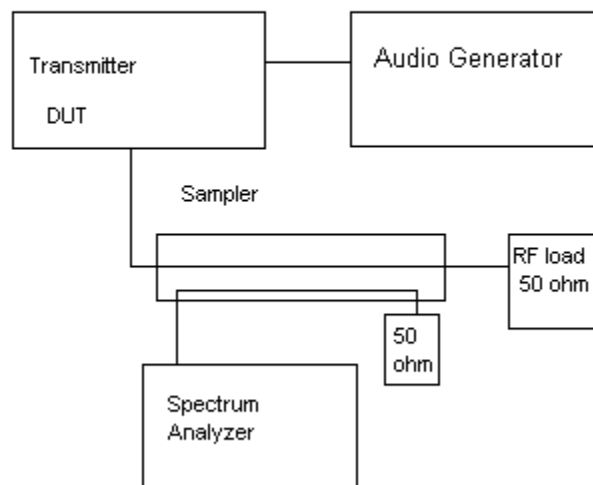 Transmitter
DUT
Audio Generator
Sampler
RF load
50 ohm
50
ohm
Spectrum
Analyzer